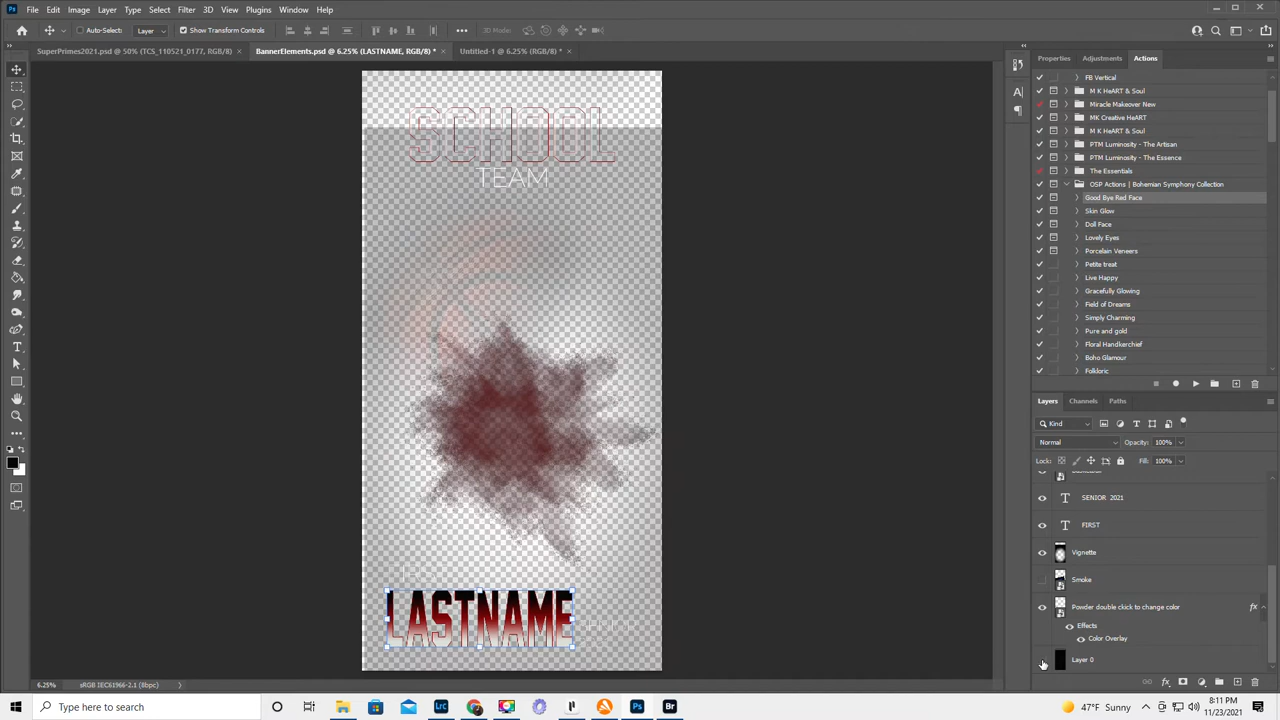 File Edit Image Layer Type Select Filter 3D View Plugins Window Help
Auto-Select: Layer Show Transform Controls 3D Mode:
SuperPrimes2021.psd @ 50% (TCS_110521_0177, RGB/8) × BannerElements.psd @ 6.25% (LASTNAME, RGB/8) * × Untitled-1 @ 6.25% (RGB/8) * ×
Properties Adjustments Actions
FB Vertical
M K HeART & Soul
Miracle Makeover New
MK Creative HeART
M K HeART & Soul
PTM Luminosity - The Artisan
PTM Luminosity - The Essence
The Essentials
OSP Actions | Bohemian Symphony Collection
Good Bye Red Face
Skin Glow
Doll Face
Lovely Eyes
Porcelain Veneers
Petite treat
Live Happy
Gracefully Glowing
Field of Dreams
Simply Charming
Pure and gold
Floral Handkerchief
Boho Glamour
Folkloric
SCHOOL
TEAM
LASTNAME
Layers Channels Paths
Kind
Normal Opacity: 100%
Lock: Fill: 100%
SENIOR 2021
FIRST
Vignette
Smoke
Powder double ckick to change color fx
Effects
Color Overlay
Layer 0
6.25% sRGB IEC61966-2.1 (8bpc)
Type here to search
47°F Sunny
8:11 PM
11/23/2021